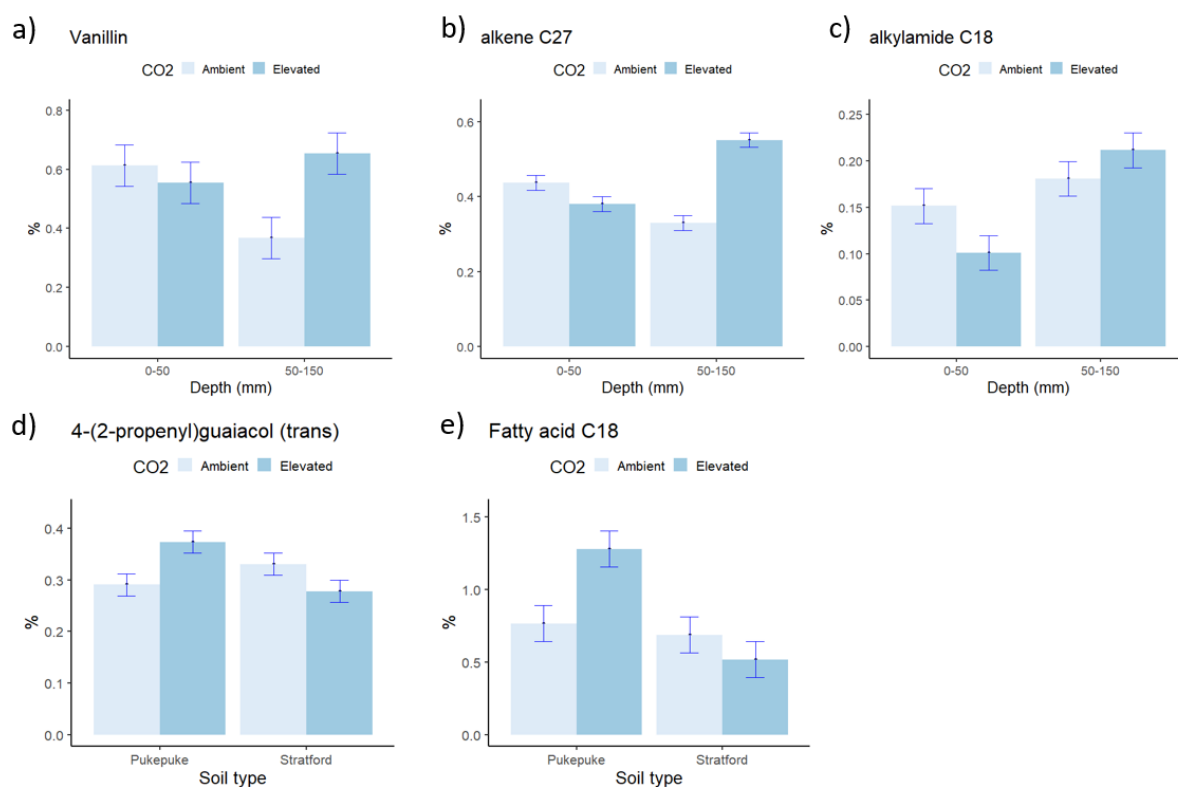 a) Vanillin
CO2 Ambient Elevated
0.8
0.6
0.4
0.2
0.0
%
0-50 50-150
Depth (mm)
b) alkene C27
CO2 Ambient Elevated
0.6
0.4
0.2
0.0
%
0-50 50-150
Depth (mm)
c) alkylamide C18
CO2 Ambient Elevated
0.25
0.20
0.15
0.10
0.05
0.00
%
0-50 50-150
Depth (mm)
d) 4-(2-propenyl)guaiacol (trans)
CO2 Ambient Elevated
0.4
0.3
0.2
0.1
0.0
%
Pukepuke Stratford
Soil type
e) Fatty acid C18
CO2 Ambient Elevated
1.5
1.0
0.5
0.0
%
Pukepuke Stratford
Soil type